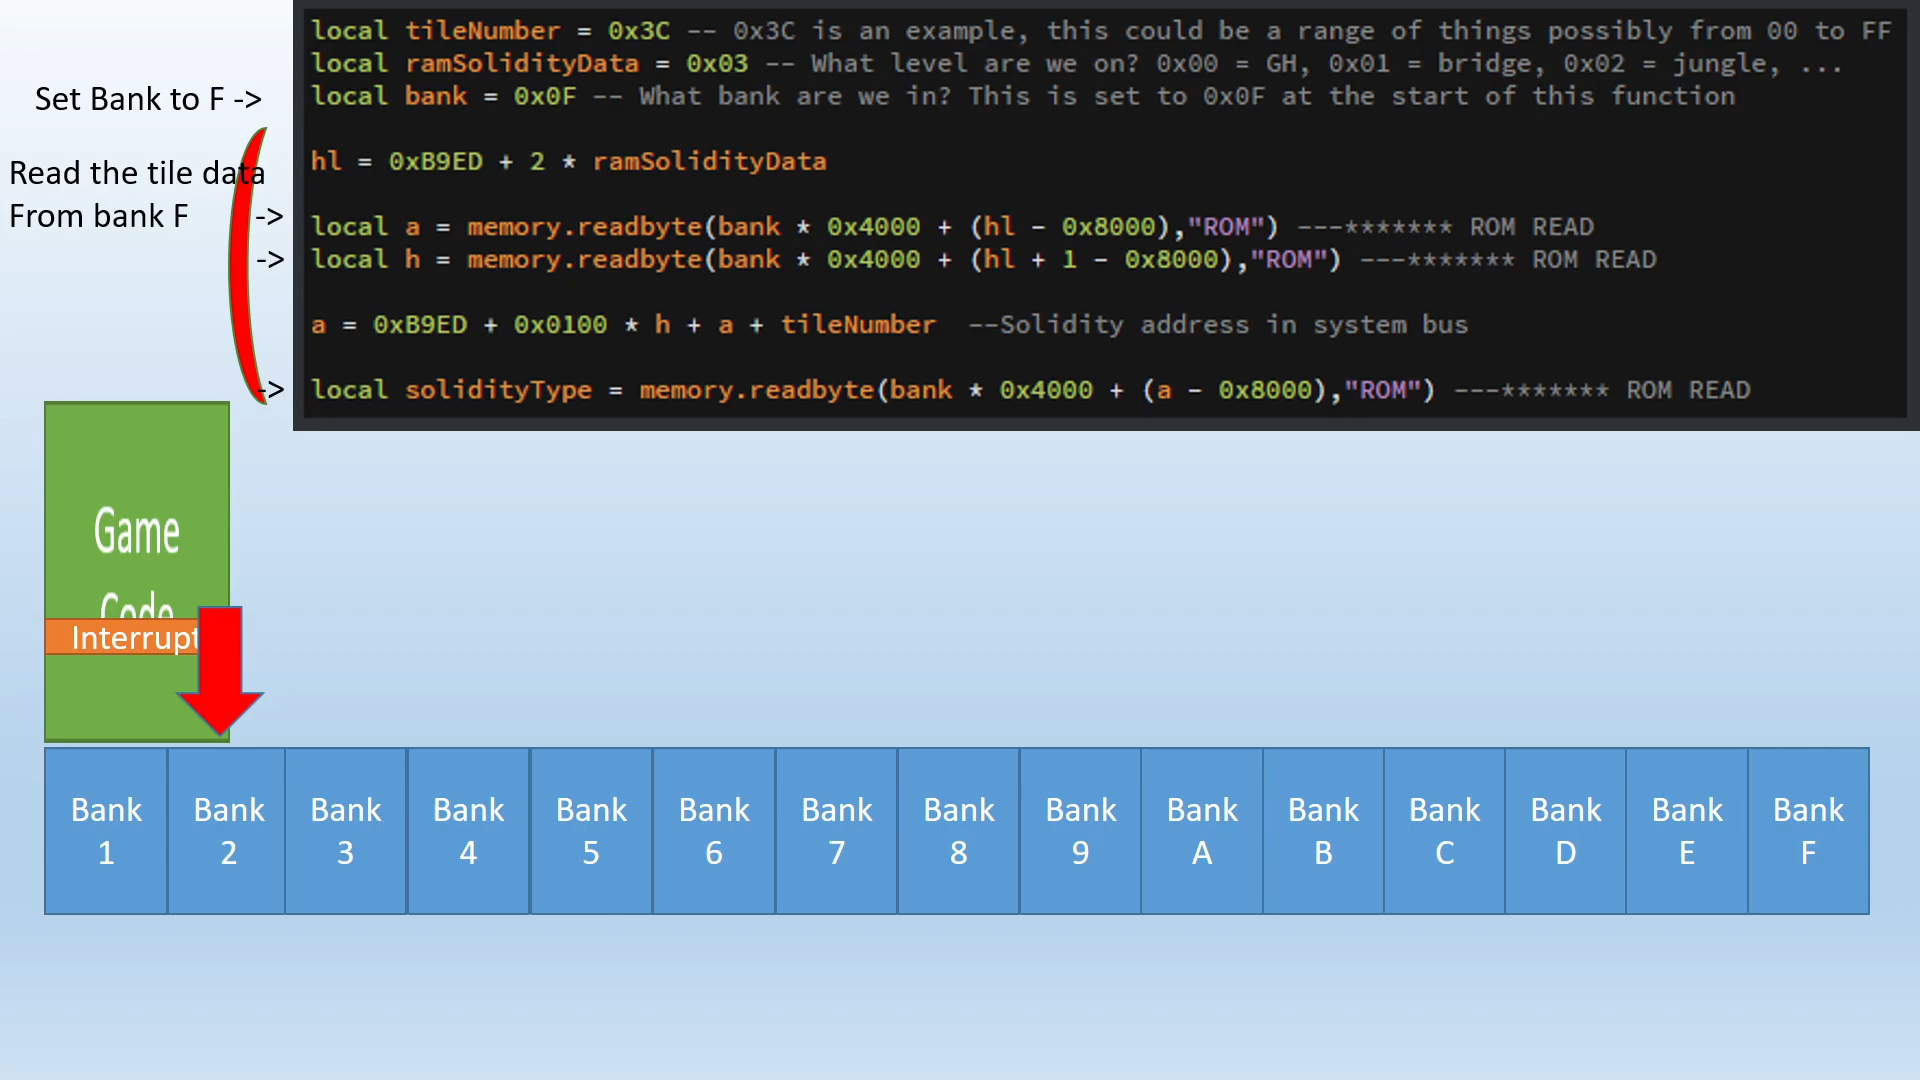 local tileNumber = 0x3C -- 0x3C is an example, this could be a range of things possibly from 00 to FF
local ramSolidityData = 0x03 -- What level are we on? 0x00 = GH, 0x01 = bridge, 0x02 = jungle, ...
Set Bank to F ->
local bank = 0x0F -- What bank are we in? This is set to 0x0F at the start of this function
Read the tile data
hl = 0xB9ED + 2 * ramSolidityData
From bank F ->
local a = memory.readbyte(bank * 0x4000 + (hl - 0x8000),"ROM") ---******* ROM READ
->
local h = memory.readbyte(bank * 0x4000 + (hl + 1 - 0x8000),"ROM") ---******* ROM READ
a = 0xB9ED + 0x0100 * h + a + tileNumber --Solidity address in system bus
->
local solidityType = memory.readbyte(bank * 0x4000 + (a - 0x8000),"ROM") ---******* ROM READ
Game
Code
Interrupt
Bank
1
Bank
2
Bank
3
Bank
4
Bank
5
Bank
6
Bank
7
Bank
8
Bank
9
Bank
A
Bank
B
Bank
C
Bank
D
Bank
E
Bank
F